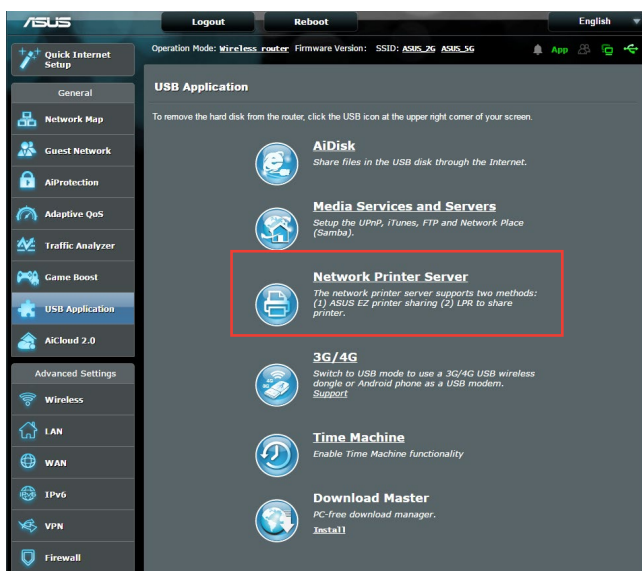 ASUS
Logout
Reboot
English
Quick Internet
Setup
Operation Mode: Wireless router Firmware Version: SSID: ASUS_2G ASUS_5G
App
General
Network Map
Guest Network
AiProtection
Adaptive QoS
Traffic Analyzer
Game Boost
USB Application
AiCloud 2.0
Advanced Settings
Wireless
LAN
WAN
IPv6
VPN
Firewall
USB Application
To remove the hard disk from the router, click the USB icon at the upper right corner of your screen.
AiDisk
Share files in the USB disk through the Internet.
Media Services and Servers
Setup the UPnP, iTunes, FTP and Network Place
(Samba).
Network Printer Server
The network printer server supports two methods:
(1) ASUS EZ printer sharing (2) LPR to share
printer.
3G/4G
Switch to USB mode to use a 3G/4G USB wireless
dongle or Android phone as a USB modem.
Support
Time Machine
Enable Time Machine functionality
Download Master
PC-free download manager.
Install